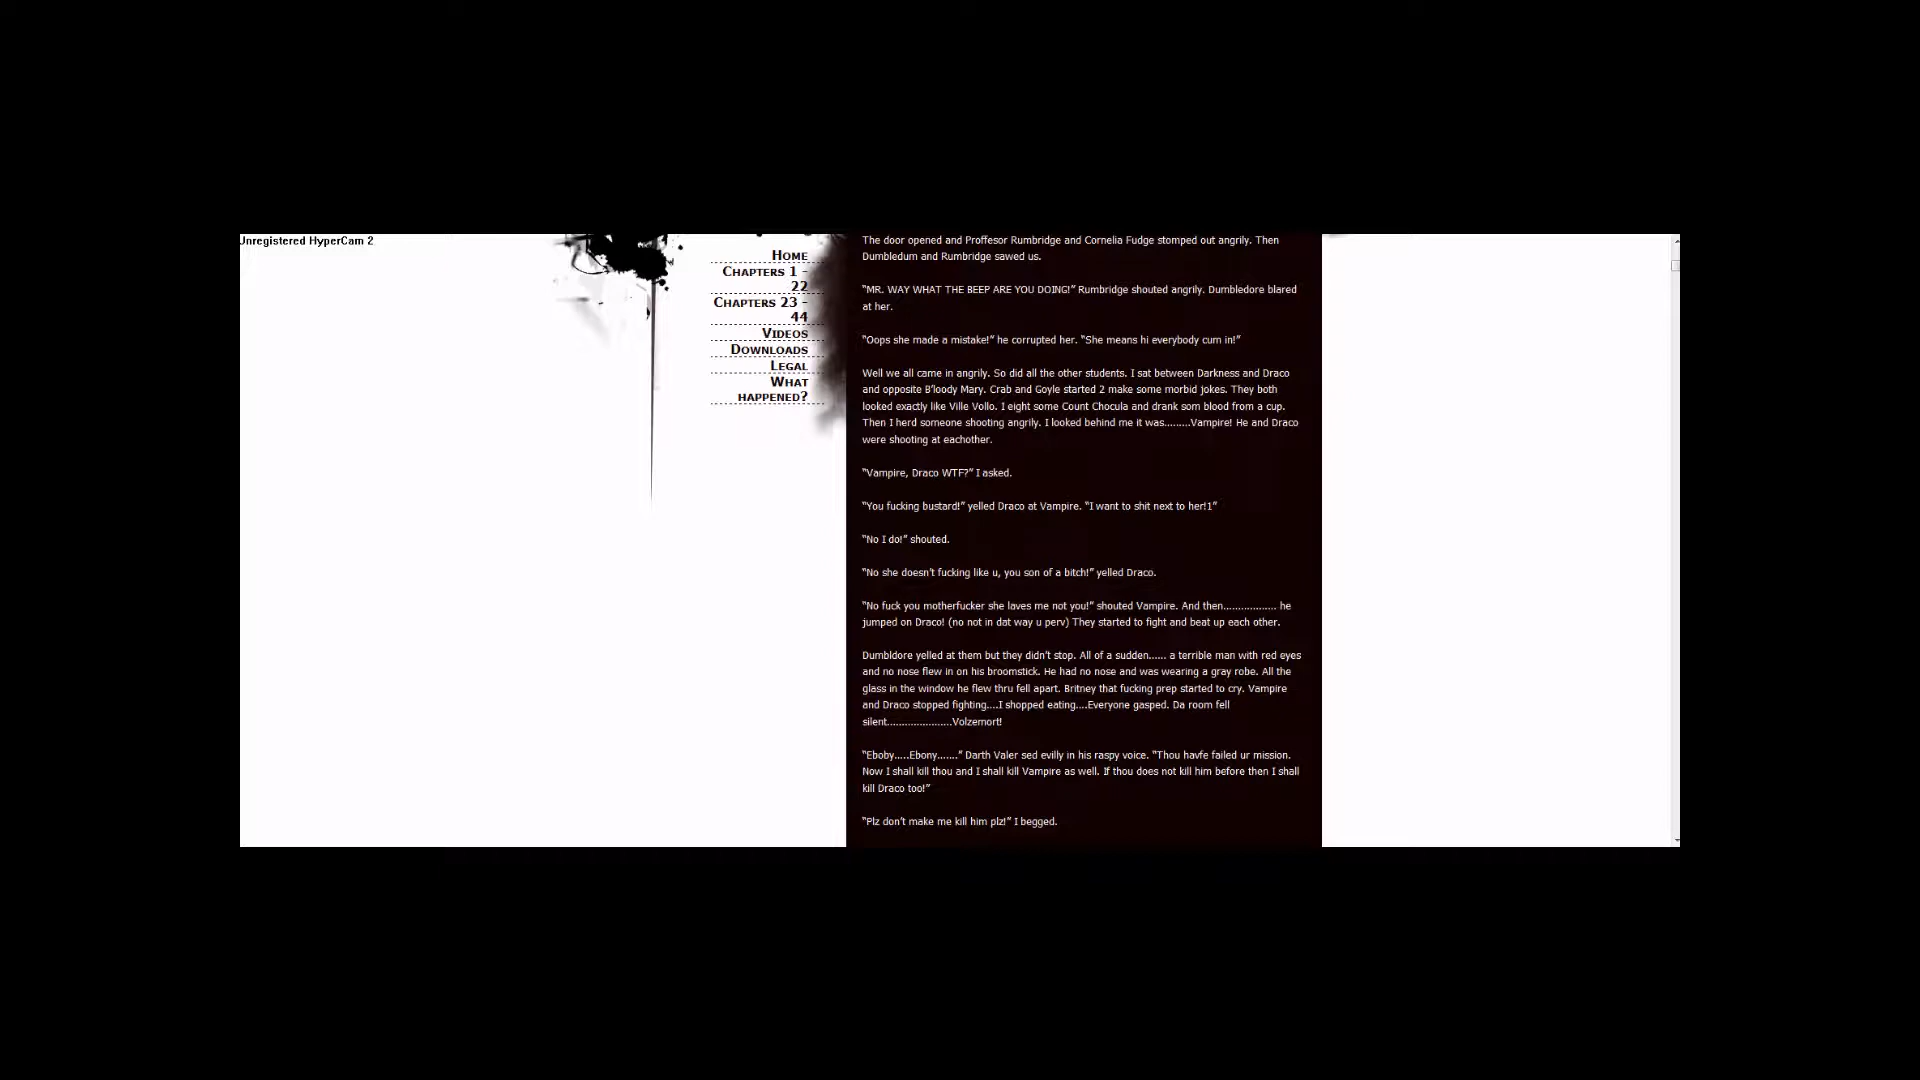 Unregistered HyperCam 2
Home
Chapters 1 -
22
Chapters 23 -
44
Videos
Downloads
Legal
What
happened?
The door opened and Proffesor Rumbridge and Cornelia Fudge stomped out angrily. Then
Dumbledum and Rumbridge sawed us.
“MR. WAY WHAT THE BEEP ARE YOU DOING!” Rumbridge shouted angrily. Dumbledore blared
at her.
“Oops she made a mistake!” he corrupted her. “She means hi everybody cum in!”
Well we all came in angrily. So did all the other students. I sat between Darkness and Draco
and opposite B’loody Mary. Crab and Goyle started 2 make some morbid jokes. They both
looked exactly like Ville Vollo. I eight some Count Chocula and drank som blood from a cup.
Then I herd someone shooting angrily. I looked behind me it was.........Vampire! He and Draco
were shooting at eachother.
“Vampire, Draco WTF?” I asked.
“You fucking bustard!” yelled Draco at Vampire. “I want to shit next to her!1”
“No I do!” shouted.
“No she doesn’t fucking like u, you son of a bitch!” yelled Draco.
“No fuck you motherfucker she laves me not you!” shouted Vampire. And then.................. he
jumped on Draco! (no not in dat way u perv) They started to fight and beat up each other.
Dumbldore yelled at them but they didn’t stop. All of a sudden...... a terrible man with red eyes
and no nose flew in on his broomstick. He had no nose and was wearing a gray robe. All the
glass in the window he flew thru fell apart. Britney that fucking prep started to cry. Vampire
and Draco stopped fighting....I shopped eating....Everyone gasped. Da room fell
silent......................Volzemort!
“Eboby.....Ebony.......” Darth Valer sed evilly in his raspy voice. “Thou havfe failed ur mission.
Now I shall kill thou and I shall kill Vampire as well. If thou does not kill him before then I shall
kill Draco too!”
“Plz don’t make me kill him plz!” I begged.